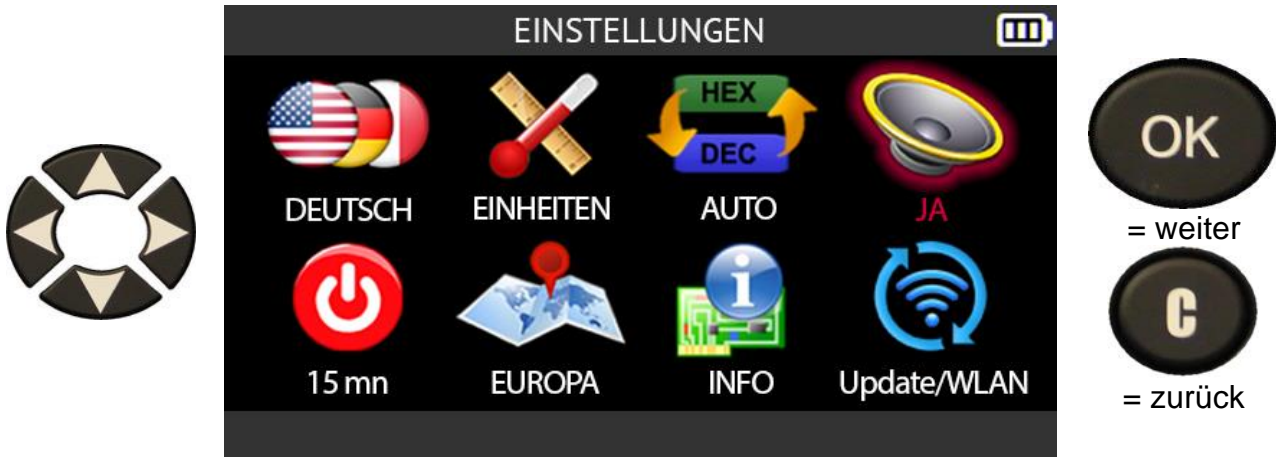 EINSTELLUNGEN
HEX
DEC
DEUTSCH EINHEITEN AUTO JA
15 mn EUROPA INFO Update/WLAN
OK
= weiter
C
= zurück